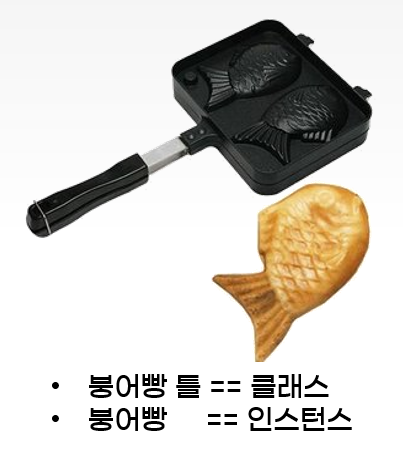 • 붕어빵 틀 == 클래스
• 붕어빵 == 인스턴스